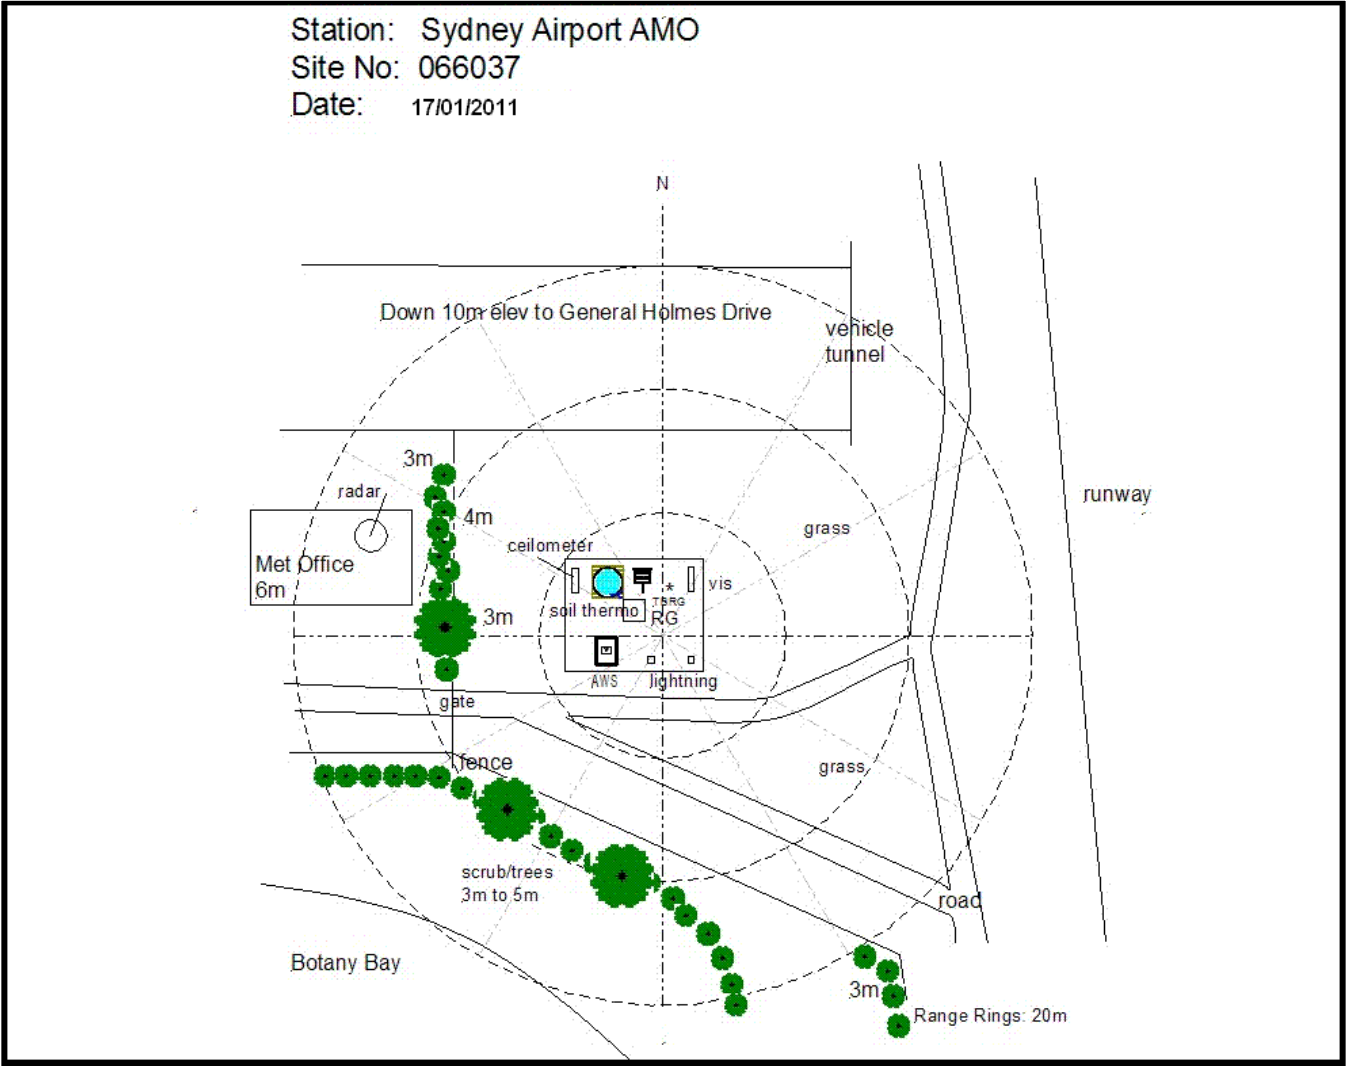 Station: Sydney Airport AMO
Site No: 066037
Date: 17/01/2011
N
Down 10m elev to General Holmes Drive
vehicle
tunnel
3m
radar
4m
runway
grass
ceilometer
Met Office
6m
vis
TBRG
soil thermo
RG
3m
AWS
lightning
gate
fence
grass
scrub/trees
3m to 5m
road
Botany Bay
3m
Range Rings: 20m